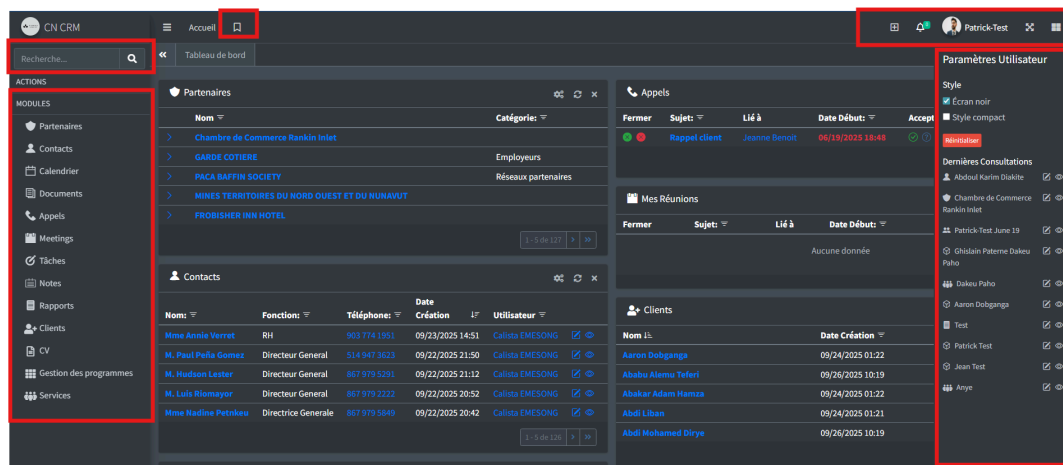 CN CRM
Accueil
Patrick-Test
Recherche...
Tableau de bord
ACTIONS
MODULES
Partenaires
Contacts
Calendrier
Documents
Appels
Meetings
Tâches
Notes
Rapports
Clients
CV
Gestion des programmes
Services
Partenaires
Nom Catégorie:
Chambre de Commerce Rankin Inlet
GARDE COTIERE Employeurs
PACA BAFFIN SOCIETY Réseaux partenaires
MINES TERRITOIRES DU NORD OUEST ET DU NUNAVUT
FROBISHER INN HOTEL
1 - 5 de 127
Contacts
Nom: Fonction: Téléphone: Date Création Utilisateur
Mme Annie Verret RH 903 774 1951 09/23/2025 14:51 Calista EMESONG
M. Paul Peña Gomez Directeur General 514 947 3623 09/22/2025 21:50 Calista EMESONG
M. Hudson Lester Directeur General 867 979 5291 09/22/2025 21:12 Calista EMESONG
M. Luis Riomayor Directeur General 867 979 2222 09/22/2025 20:52 Calista EMESONG
Mme Nadine Petnkeu Directrice Generale 867 979 5849 09/22/2025 20:42 Calista EMESONG
1 - 5 de 126
Appels
Fermer Sujet: Lié à Date Début: Accept
Rappel client Jeanne Benoit 06/19/2025 18:48
Mes Réunions
Fermer Sujet: Lié à Date Début:
Aucune donnée
Clients
Nom Date Création
Aaron Dobganga 09/24/2025 01:22
Ababu Alemu Teferi 09/26/2025 10:19
Abakar Adam Hamza 09/24/2025 01:22
Abdi Liban 09/24/2025 01:21
Abdi Mohamed Dirye 09/26/2025 10:19
Paramètres Utilisateur
Style
Écran noir
Style compact
Réinitialiser
Dernières Consultations
Abdoul Karim Diakite
Chambre de Commerce
Rankin Inlet
Patrick-Test June 19
Ghislain Paterne Dakeu
Paho
Dakeu Paho
Aaron Dobganga
Test
Patrick Test
Jean Test
Anye